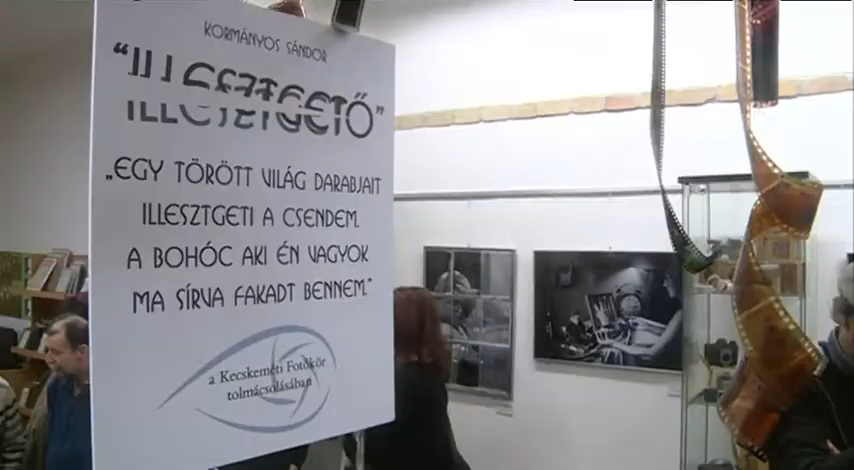 KORMÁNYOS SÁNDOR
"ILLESZTGETŐ"
„EGY TÖRÖTT VILÁG DARABJAIT
ILLESZTGETI A CSENDEM.
A BOHÓC AKI ÉN VAGYOK
MA SÍRVA FAKADT BENNEM."
a Kecskeméti Fotókör
tolmácsolásában